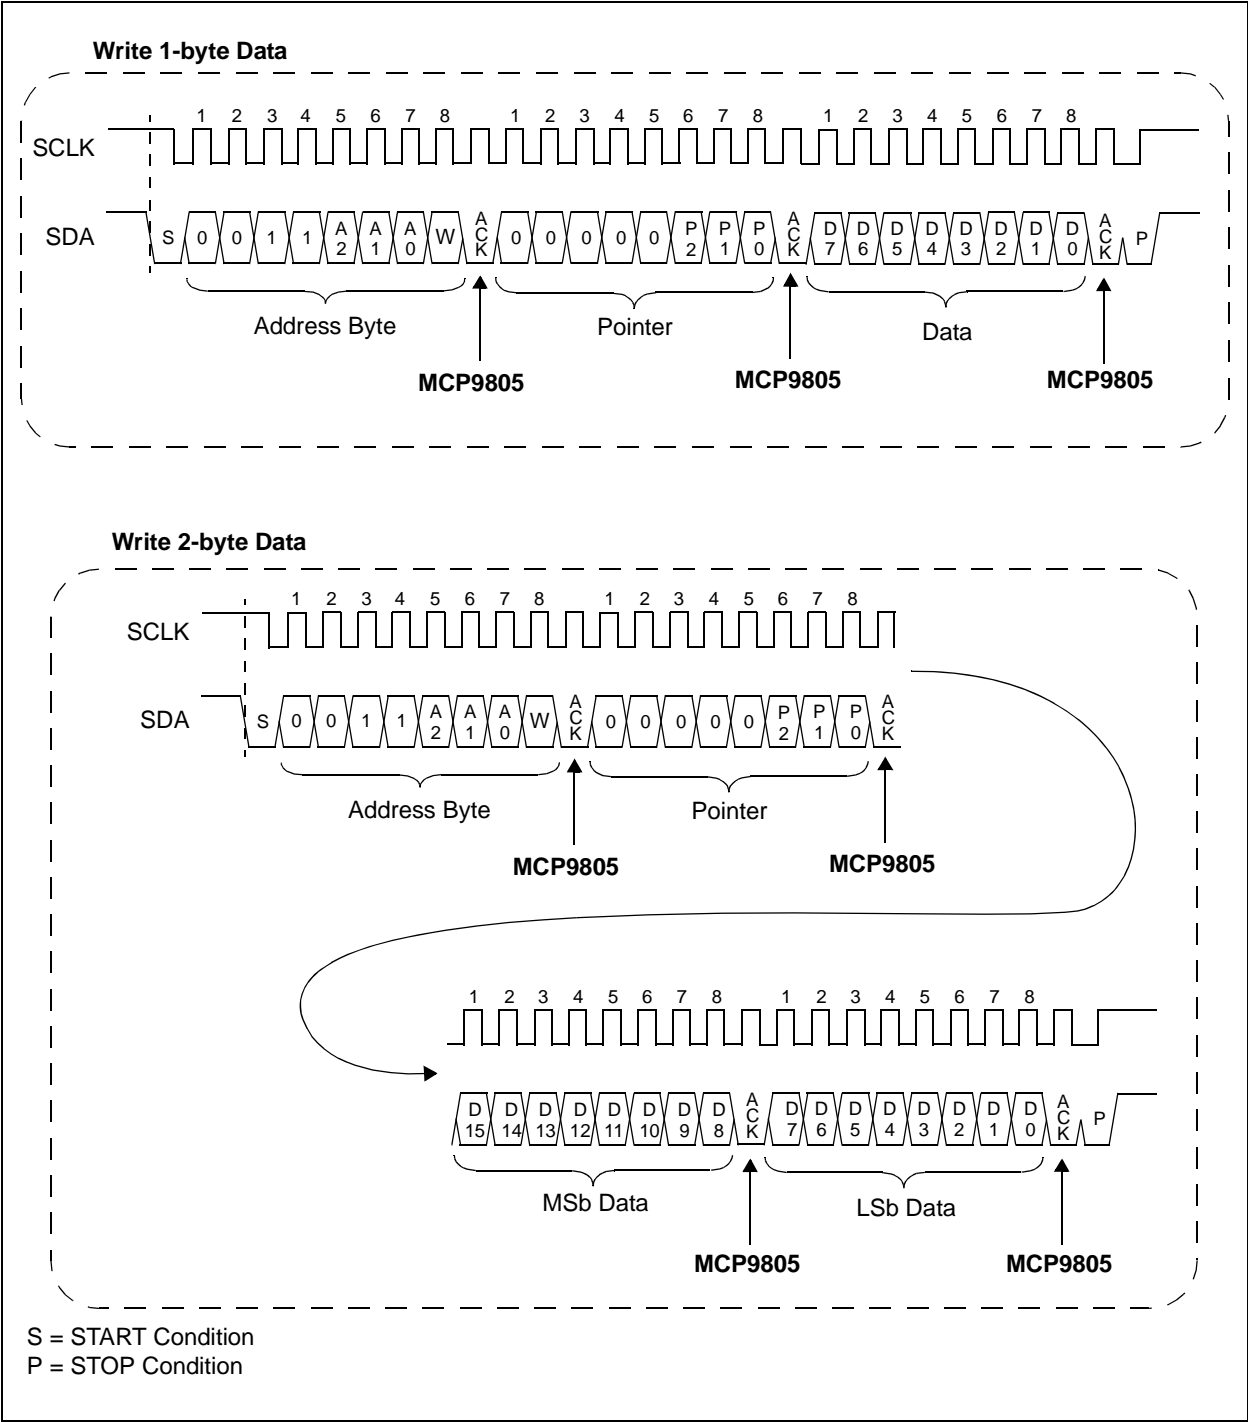 Write 1-byte Data
1 2 3 4 5 6 7 8 1 2 3 4 5 6 7 8 1 2 3 4 5 6 7 8
SCLK
SDA S 0 0 1 1 A2 A1 A0 W ACK 0 0 0 0 0 P2 P1 P0 ACK D7 D6 D5 D4 D3 D2 D1 D0 ACK P
Address Byte Pointer Data
MCP9805 MCP9805 MCP9805
Write 2-byte Data
1 2 3 4 5 6 7 8 1 2 3 4 5 6 7 8
SCLK
SDA S 0 0 1 1 A2 A1 A0 W ACK 0 0 0 0 0 P2 P1 P0 ACK
Address Byte Pointer
MCP9805 MCP9805
1 2 3 4 5 6 7 8 1 2 3 4 5 6 7 8
D15 D14 D13 D12 D11 D10 D9 D8 ACK D7 D6 D5 D4 D3 D2 D1 D0 ACK P
MSb Data LSb Data
MCP9805 MCP9805
S = START Condition
P = STOP Condition